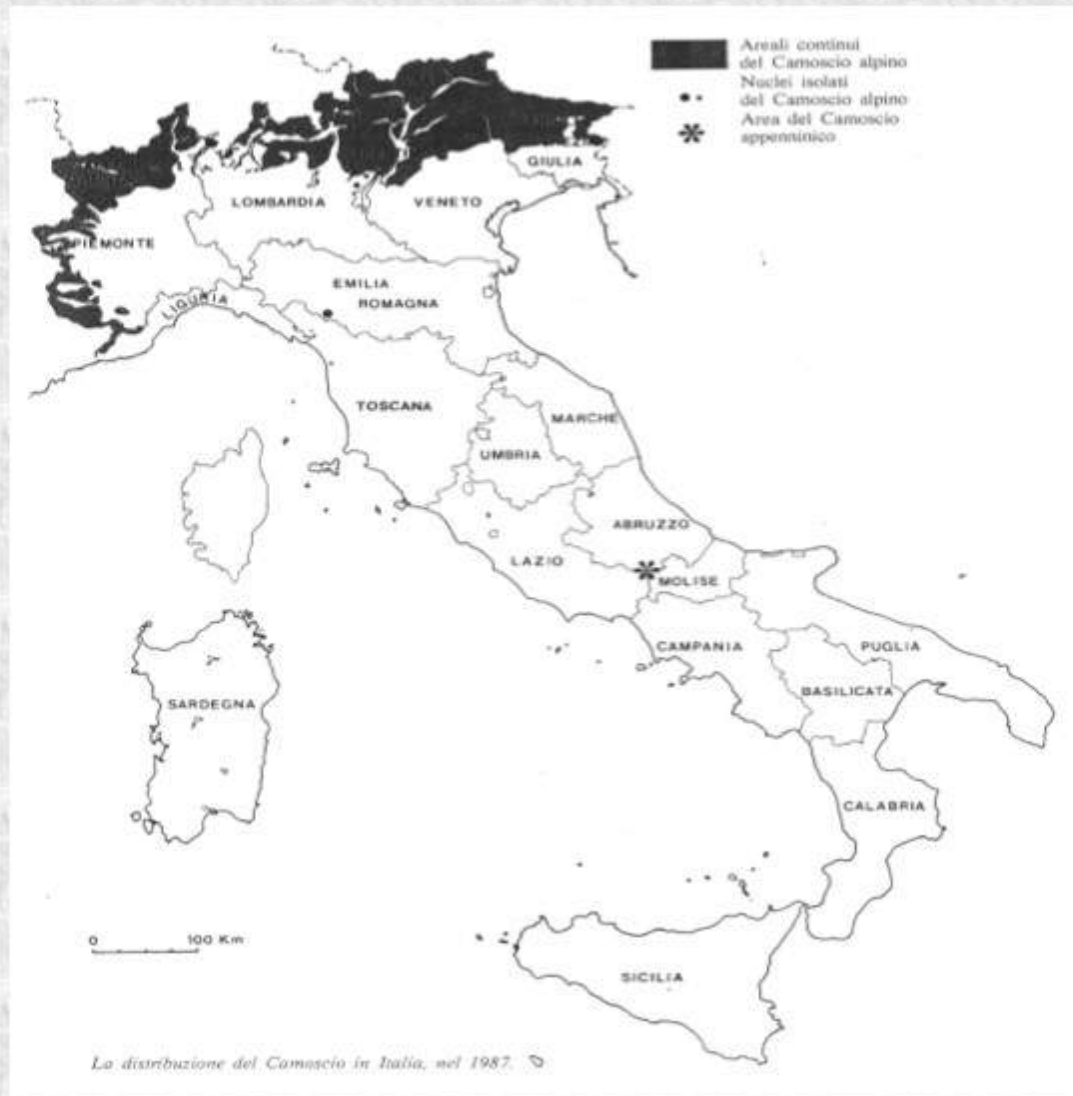 Areali continui
del Camoscio alpino
Nuclei isolati
del Camoscio alpino
Area del Camoscio
appenninico
GIULIA
LOMBARDIA
VENETO
PIEMONTE
EMILIA
ROMAGNA
LIGURIA
TOSCANA
MARCHE
UMBRIA
ABRUZZO
LAZIO
MOLISE
CAMPANIA
PUGLIA
BASILICATA
SARDEGNA
CALABRIA
0 100 Km
SICILIA
La distribuzione del Camoscio in Italia, nel 1987.